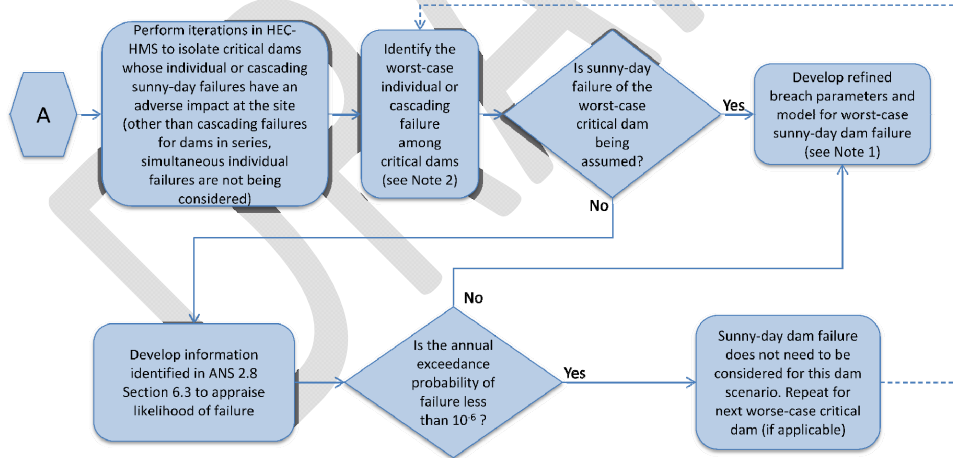 A
Perform iterations in HEC-
HMS to isolate critical dams
whose individual or cascading
sunny-day failures have an
adverse impact at the site
(other than cascading failures
for dams in series,
simultaneous individual
failures are not being
considered)
Identify the
worst-case
individual or
cascading
failure
among
critical dams
(see Note 2)
Is sunny-day
failure of the
worst-case
critical dam
being
assumed?
Yes
Develop refined
breach parameters and
model for worst-case
sunny-day dam failure
(see Note 1)
No
Develop information
identified in ANS 2.8
Section 6.3 to appraise
likelihood of failure
No
Is the annual
exceedance
probability of
failure less
than 10⁻⁶ ?
Yes
Sunny-day dam failure
does not need to be
considered for this dam
scenario. Repeat for
next worse-case critical
dam (if applicable)
DRA